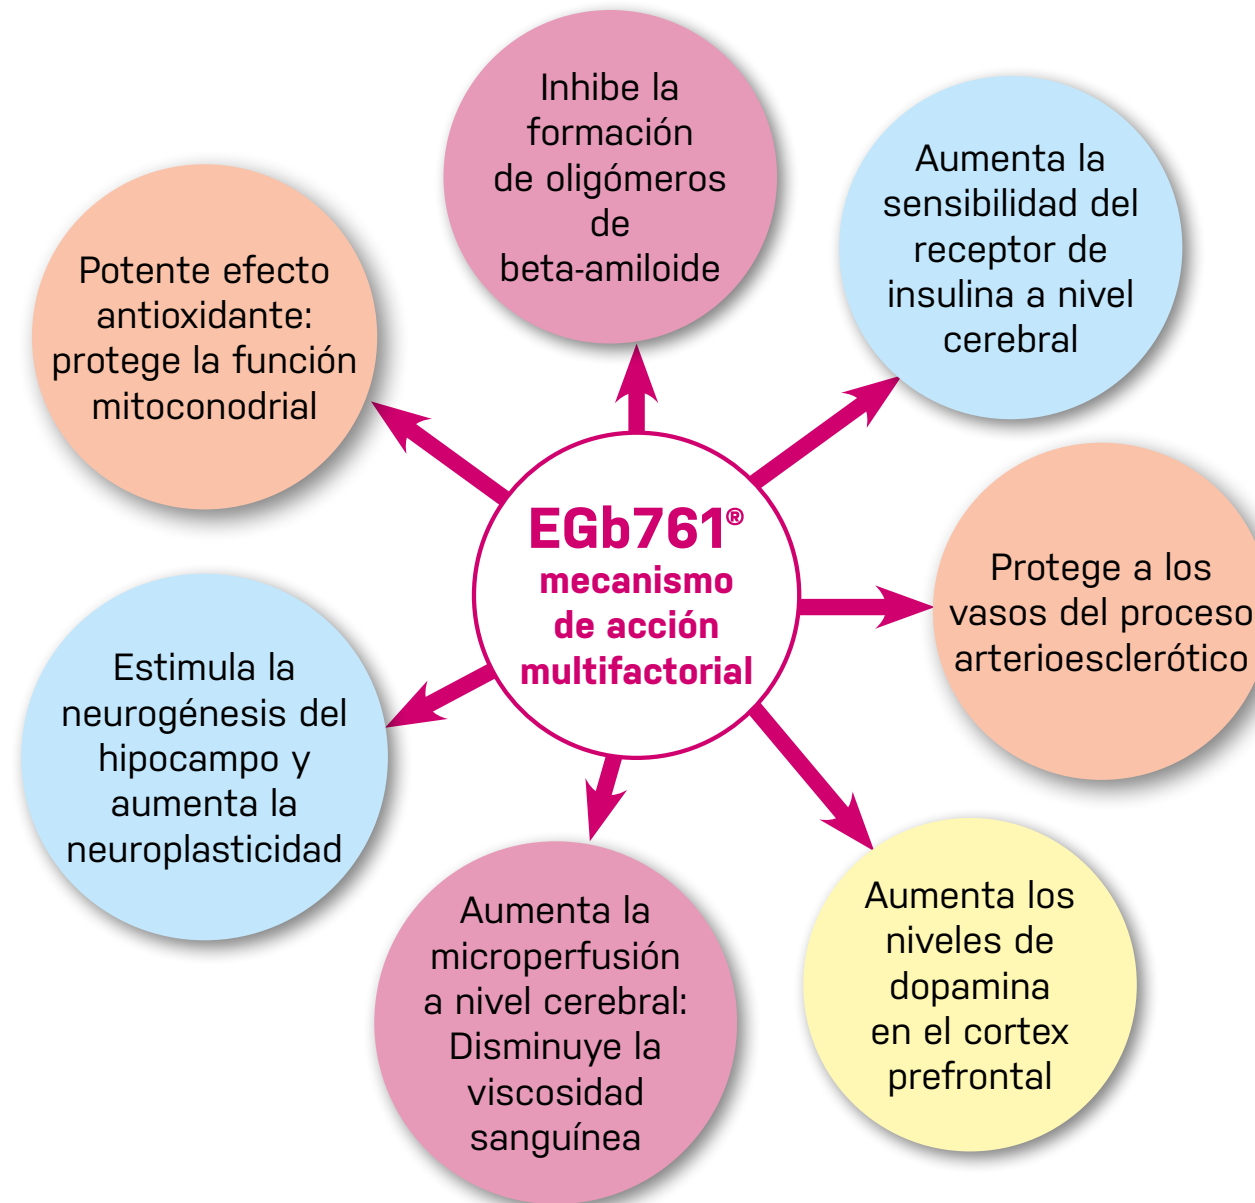 Inhibe la
formación
de oligómeros
de
beta-amiloide
Aumenta la
sensibilidad del
receptor de
insulina a nivel
cerebral
Potente efecto
antioxidante:
protege la función
mitoconodrial
EGb761®
mecanismo
de acción
multifactorial
Protege a los
vasos del proceso
arterioesclerótico
Estimula la
neurogénesis del
hipocampo y
aumenta la
neuroplasticidad
Aumenta la
microperfusión
a nivel cerebral:
Disminuye la
viscosidad
sanguínea
Aumenta los
niveles de
dopamina
en el cortex
prefrontal